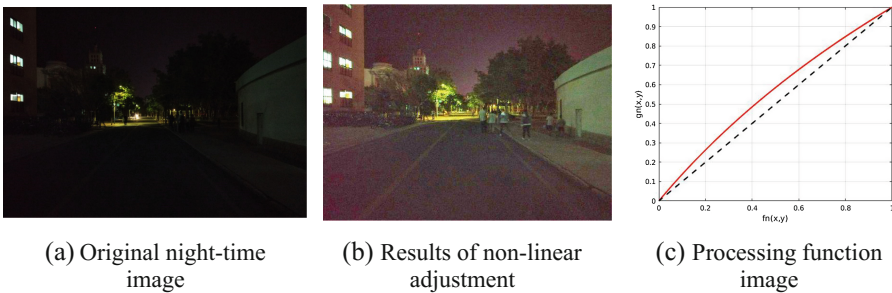 1
0.9
0.8
0.7
0.6
0.5
0.4
0.3
0.2
0.1
0
gn(x,y)
0 0.2 0.4 0.6 0.8 1
fn(x,y)
(a) Original night-time
image
(b) Results of non-linear
adjustment
(c) Processing function
image